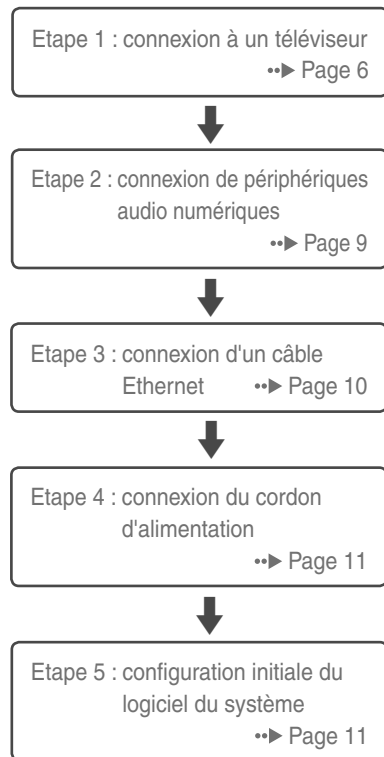 Etape 1 : connexion à un téléviseur
••▶ Page 6
Etape 2 : connexion de périphériques
audio numériques
••▶ Page 9
Etape 3 : connexion d'un câble
Ethernet ••▶ Page 10
Etape 4 : connexion du cordon
d'alimentation
••▶ Page 11
Etape 5 : configuration initiale du
logiciel du système
••▶ Page 11